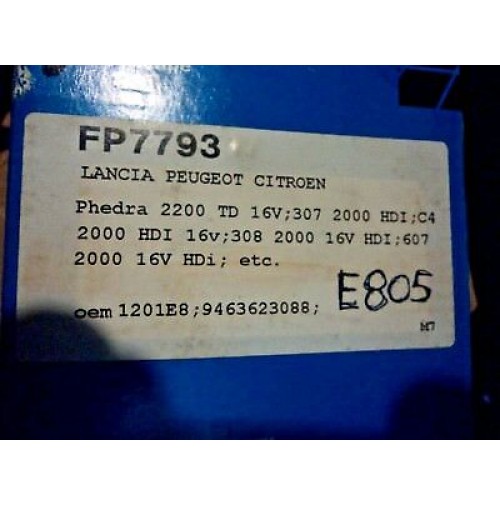 FP7793
LANCIA PEUGEOT CITROEN
Phedra 2200 TD 16V;307 2000 HDI;C4
2000 HDI 16v;308 2000 16V HDI;607
2000 16V HDi; etc.
E805
oem 1201E8;9463623088;
M7